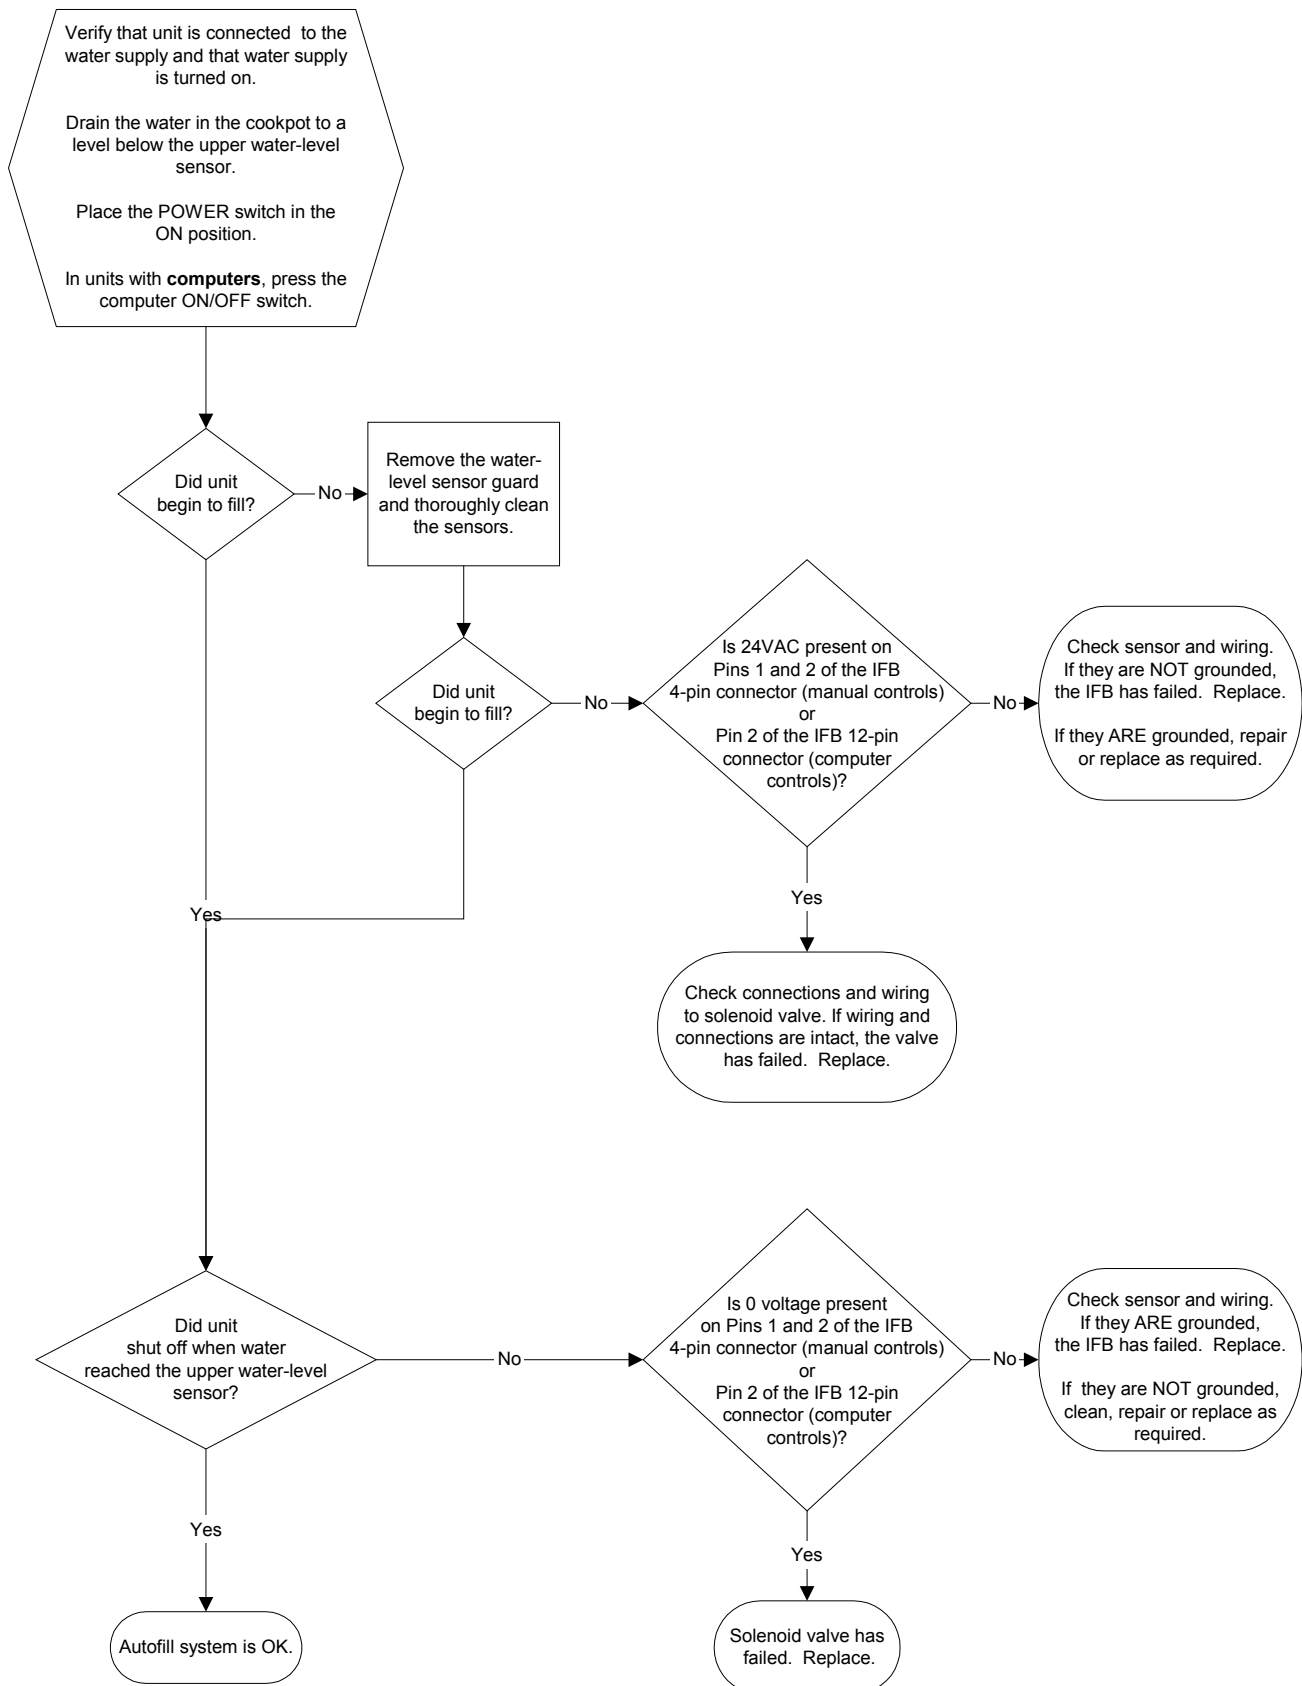 Verify that unit is connected to the
water supply and that water supply
is turned on.
Drain the water in the cookpot to a
level below the upper water-level
sensor.
Place the POWER switch in the
ON position.
In units with computers, press the
computer ON/OFF switch.
Did unit
begin to fill?
No
Remove the water-
level sensor guard
and thoroughly clean
the sensors.
Did unit
begin to fill?
No
Is 24VAC present on
Pins 1 and 2 of the IFB
4-pin connector (manual controls)
or
Pin 2 of the IFB 12-pin
connector (computer
controls)?
No
Check sensor and wiring.
If they are NOT grounded,
the IFB has failed. Replace.
If they ARE grounded, repair
or replace as required.
Yes
Yes
Check connections and wiring
to solenoid valve. If wiring and
connections are intact, the valve
has failed. Replace.
Did unit
shut off when water
reached the upper water-level
sensor?
No
Is 0 voltage present
on Pins 1 and 2 of the IFB
4-pin connector (manual controls)
or
Pin 2 of the IFB 12-pin
connector (computer
controls)?
No
Check sensor and wiring.
If they ARE grounded,
the IFB has failed. Replace.
If they are NOT grounded,
clean, repair or replace as
required.
Yes
Yes
Autofill system is OK.
Solenoid valve has
failed. Replace.